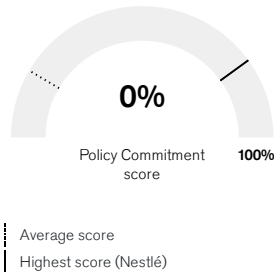 0%
Policy Commitment 100%
score
Average score
Highest score (Nestlé)